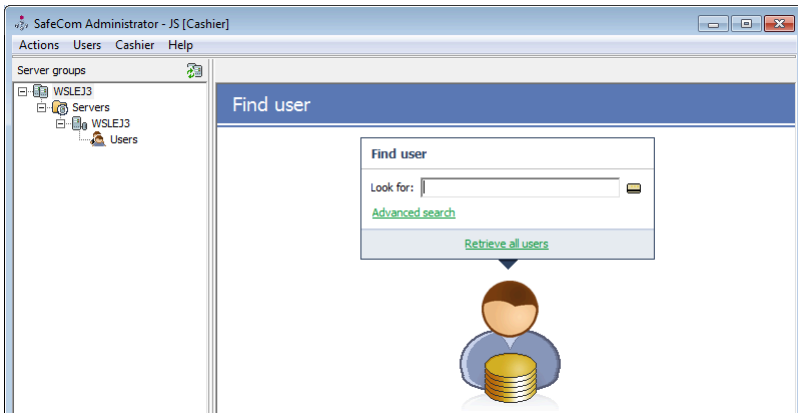 SafeCom Administrator - JS [Cashier]
Actions Users Cashier Help
Server groups
WSLEJ3
Servers
WSLEJ3
Users
Find user
Find user
Look for:
Advanced search
Retrieve all users